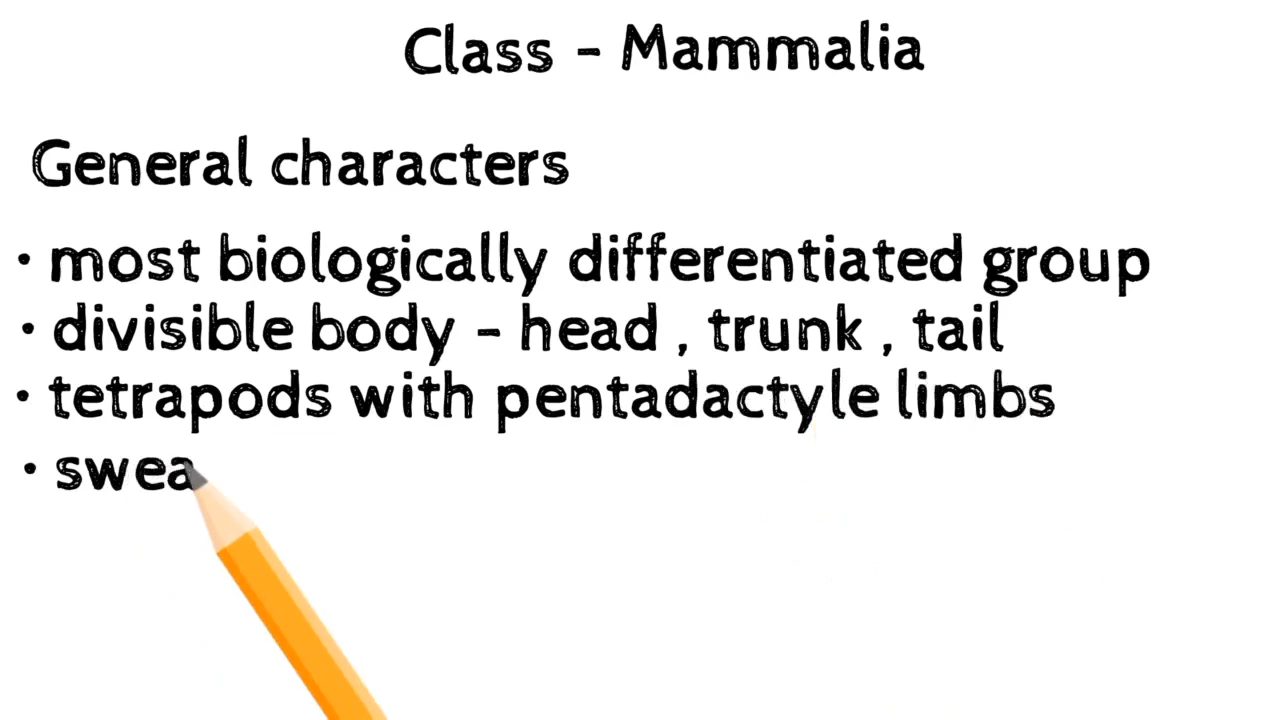 Class - Mammalia
General characters
• most biologically differentiated group
• divisible body - head , trunk , tail
• tetrapods with pentadactyle limbs
• swea